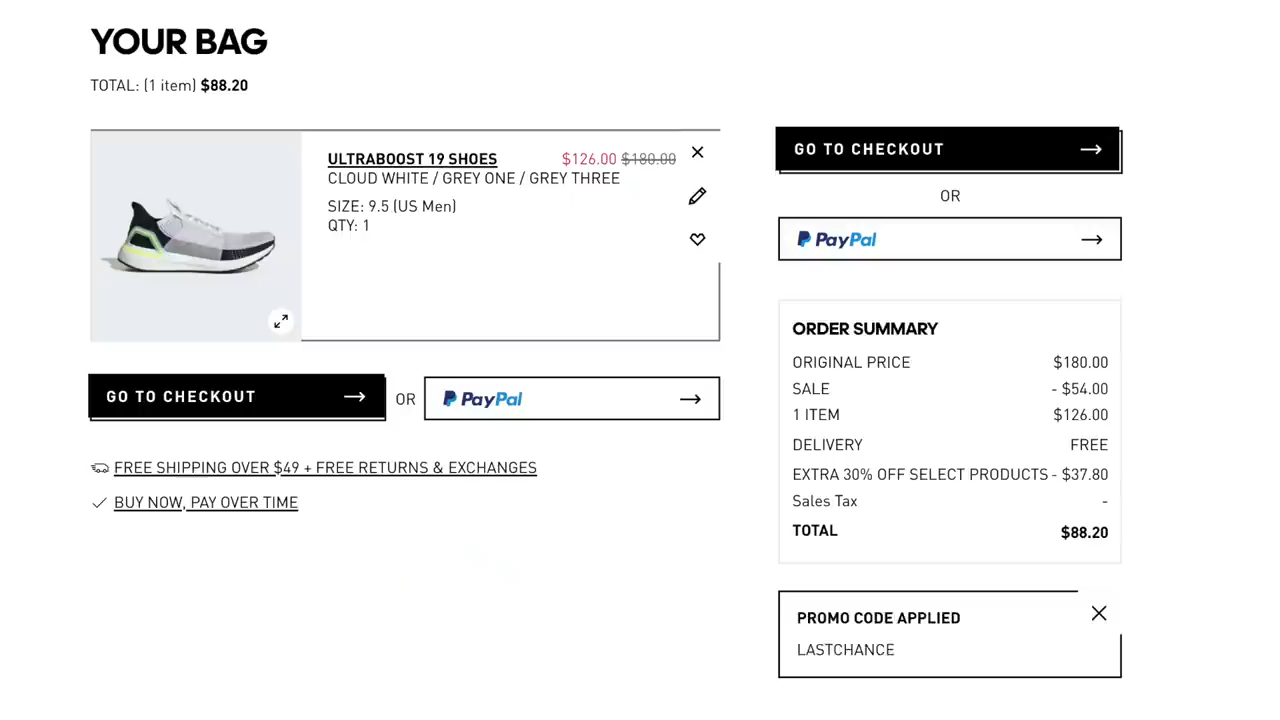 YOUR BAG
TOTAL: (1 item) $88.20
ULTRABOOST 19 SHOES $126.00 $180.00
CLOUD WHITE / GREY ONE / GREY THREE
SIZE: 9.5 (US Men)
QTY: 1
GO TO CHECKOUT
OR
PayPal
FREE SHIPPING OVER $49 + FREE RETURNS & EXCHANGES
BUY NOW, PAY OVER TIME
GO TO CHECKOUT
OR
PayPal
ORDER SUMMARY
ORIGINAL PRICE $180.00
SALE - $54.00
1 ITEM $126.00
DELIVERY FREE
EXTRA 30% OFF SELECT PRODUCTS - $37.80
Sales Tax -
TOTAL $88.20
PROMO CODE APPLIED
LASTCHANCE